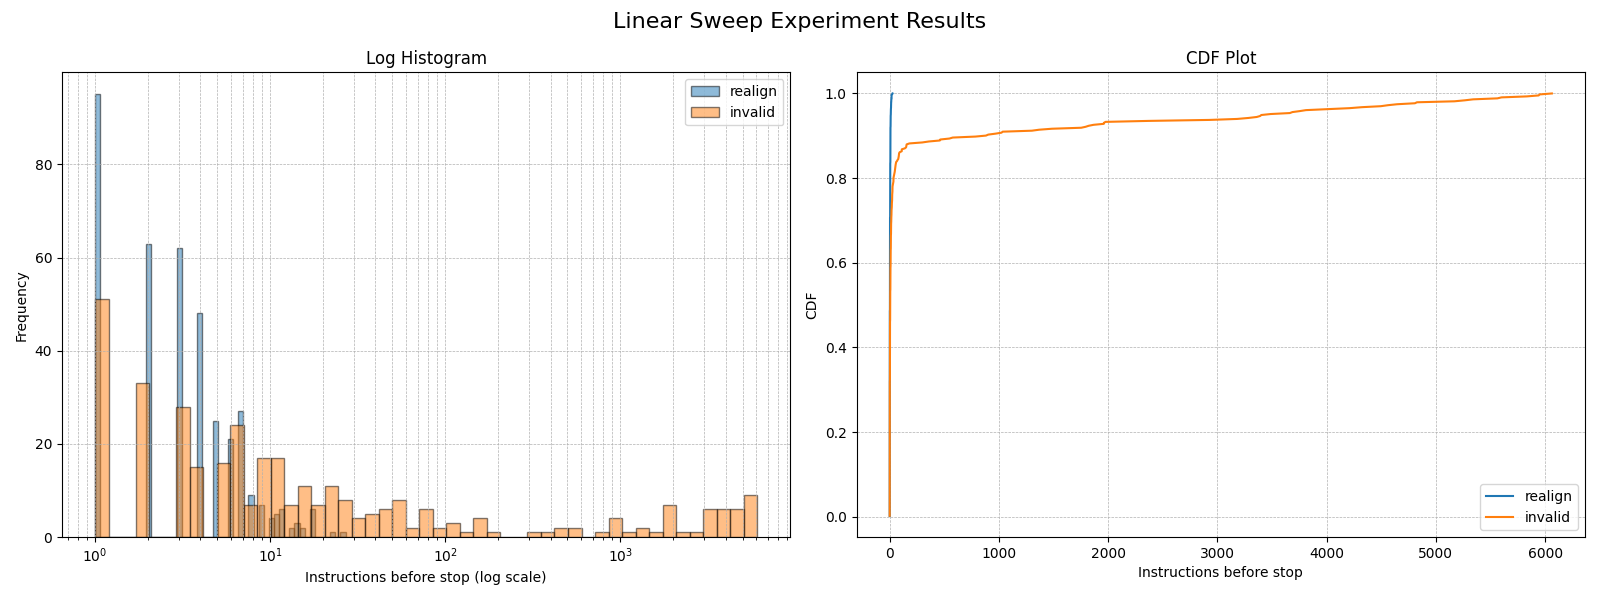 Linear Sweep Experiment Results
Log Histogram
realign
invalid
Frequency
80
60
40
20
0
10⁰
10¹
10²
10³
Instructions before stop (log scale)
CDF Plot
CDF
1.0
0.8
0.6
0.4
0.2
0.0
realign
invalid
0
1000
2000
3000
4000
5000
6000
Instructions before stop